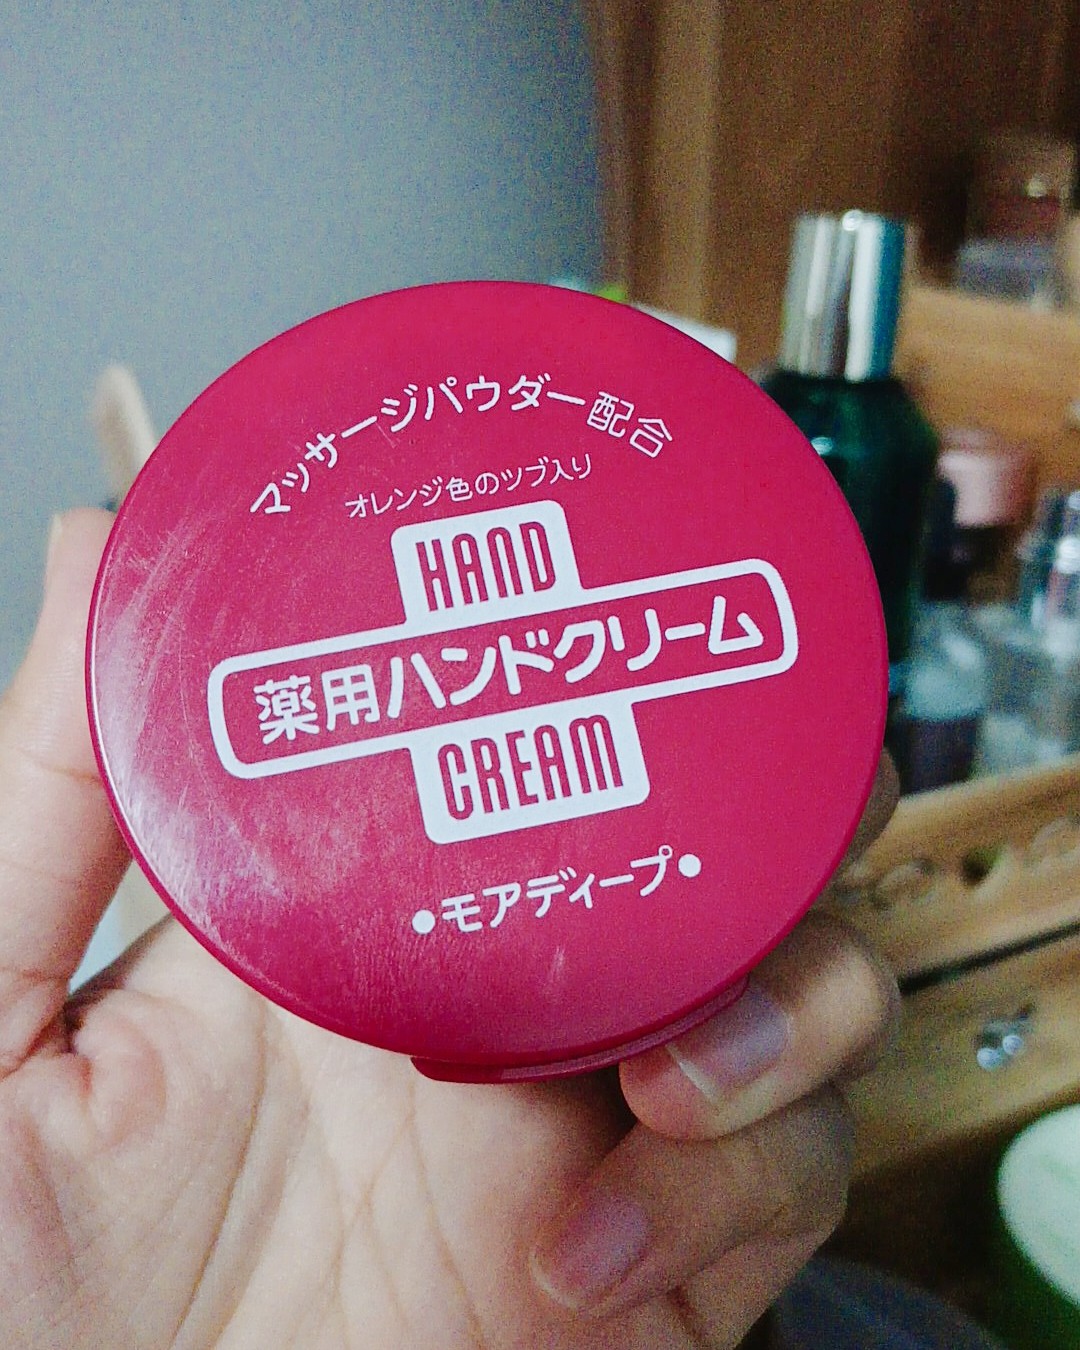 マッサージパウダー配合
オレンジ色のツブ入り
HAND
薬用ハンドクリーム
CREAM
•モアディープ•